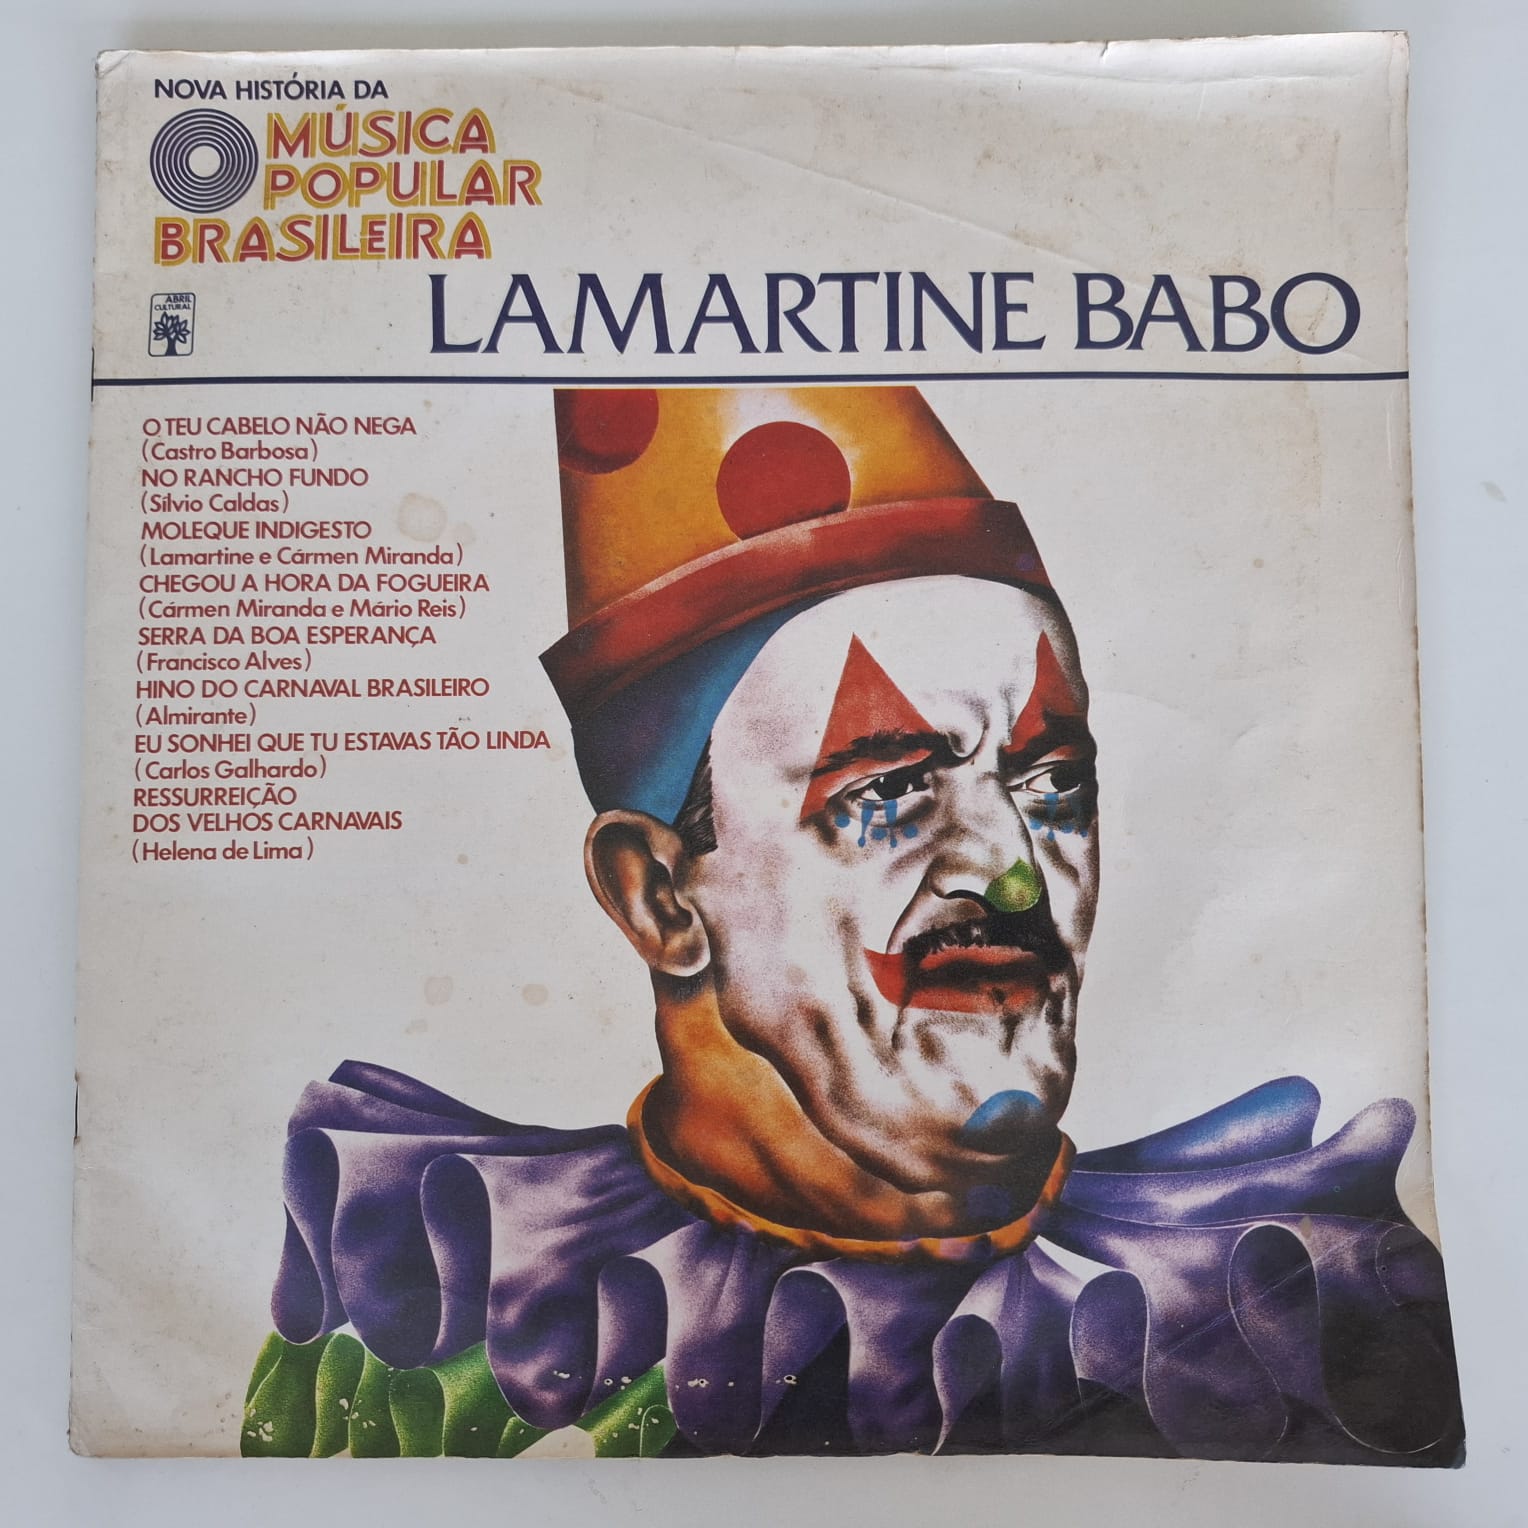 NOVA HISTÓRIA DA
MÚSICA
POPULAR
BRASILEIRA
ABRIL
CULTURAL
LAMARTINE BABO
O TEU CABELO NÃO NEGA
(Castro Barbosa)
NO RANCHO FUNDO
(Sílvio Caldas)
MOLEQUE INDIGESTO
(Lamartine e Cármen Miranda)
CHEGOU A HORA DA FOGUEIRA
(Cármen Miranda e Mário Reis)
SERRA DA BOA ESPERANÇA
(Francisco Alves)
HINO DO CARNAVAL BRASILEIRO
(Almirante)
EU SONHEI QUE TU ESTAVAS TÃO LINDA
(Carlos Galhardo)
RESSURREIÇÃO
DOS VELHOS CARNAVAIS
(Helena de Lima)